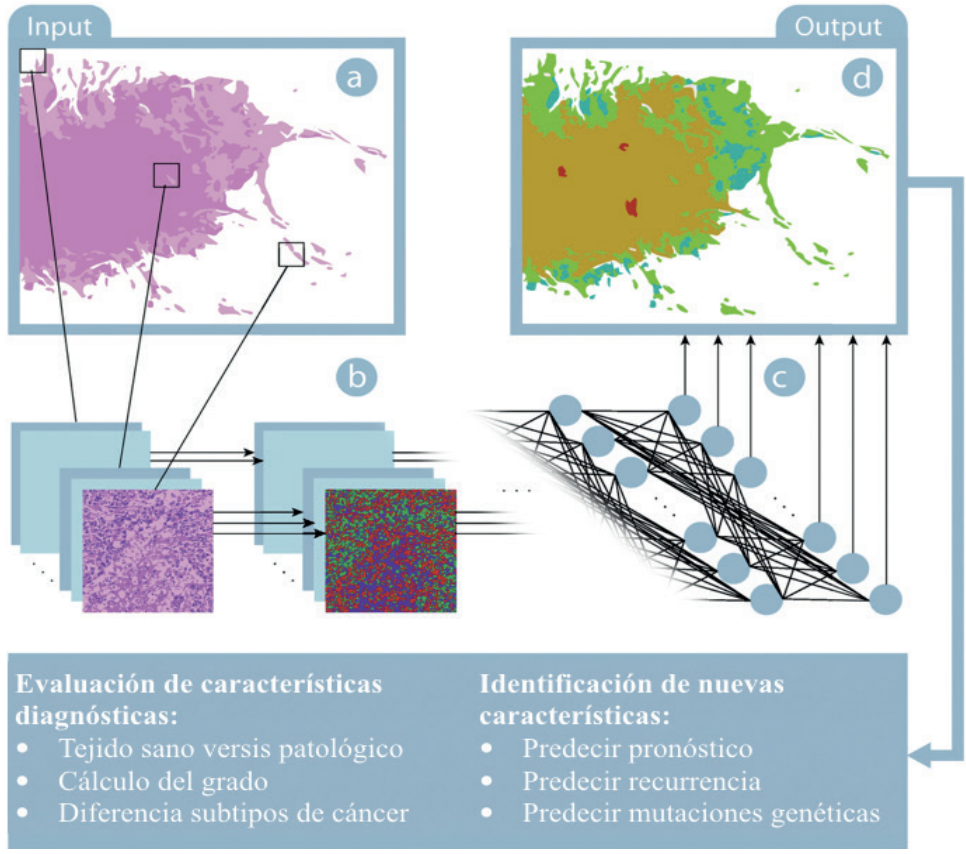 Input
Output
a
d
b
c
Evaluación de características
diagnósticas:
• Tejido sano versis patológico
• Cálculo del grado
• Diferencia subtipos de cáncer
Identificación de nuevas
características:
• Predecir pronóstico
• Predecir recurrencia
• Predecir mutaciones genéticas